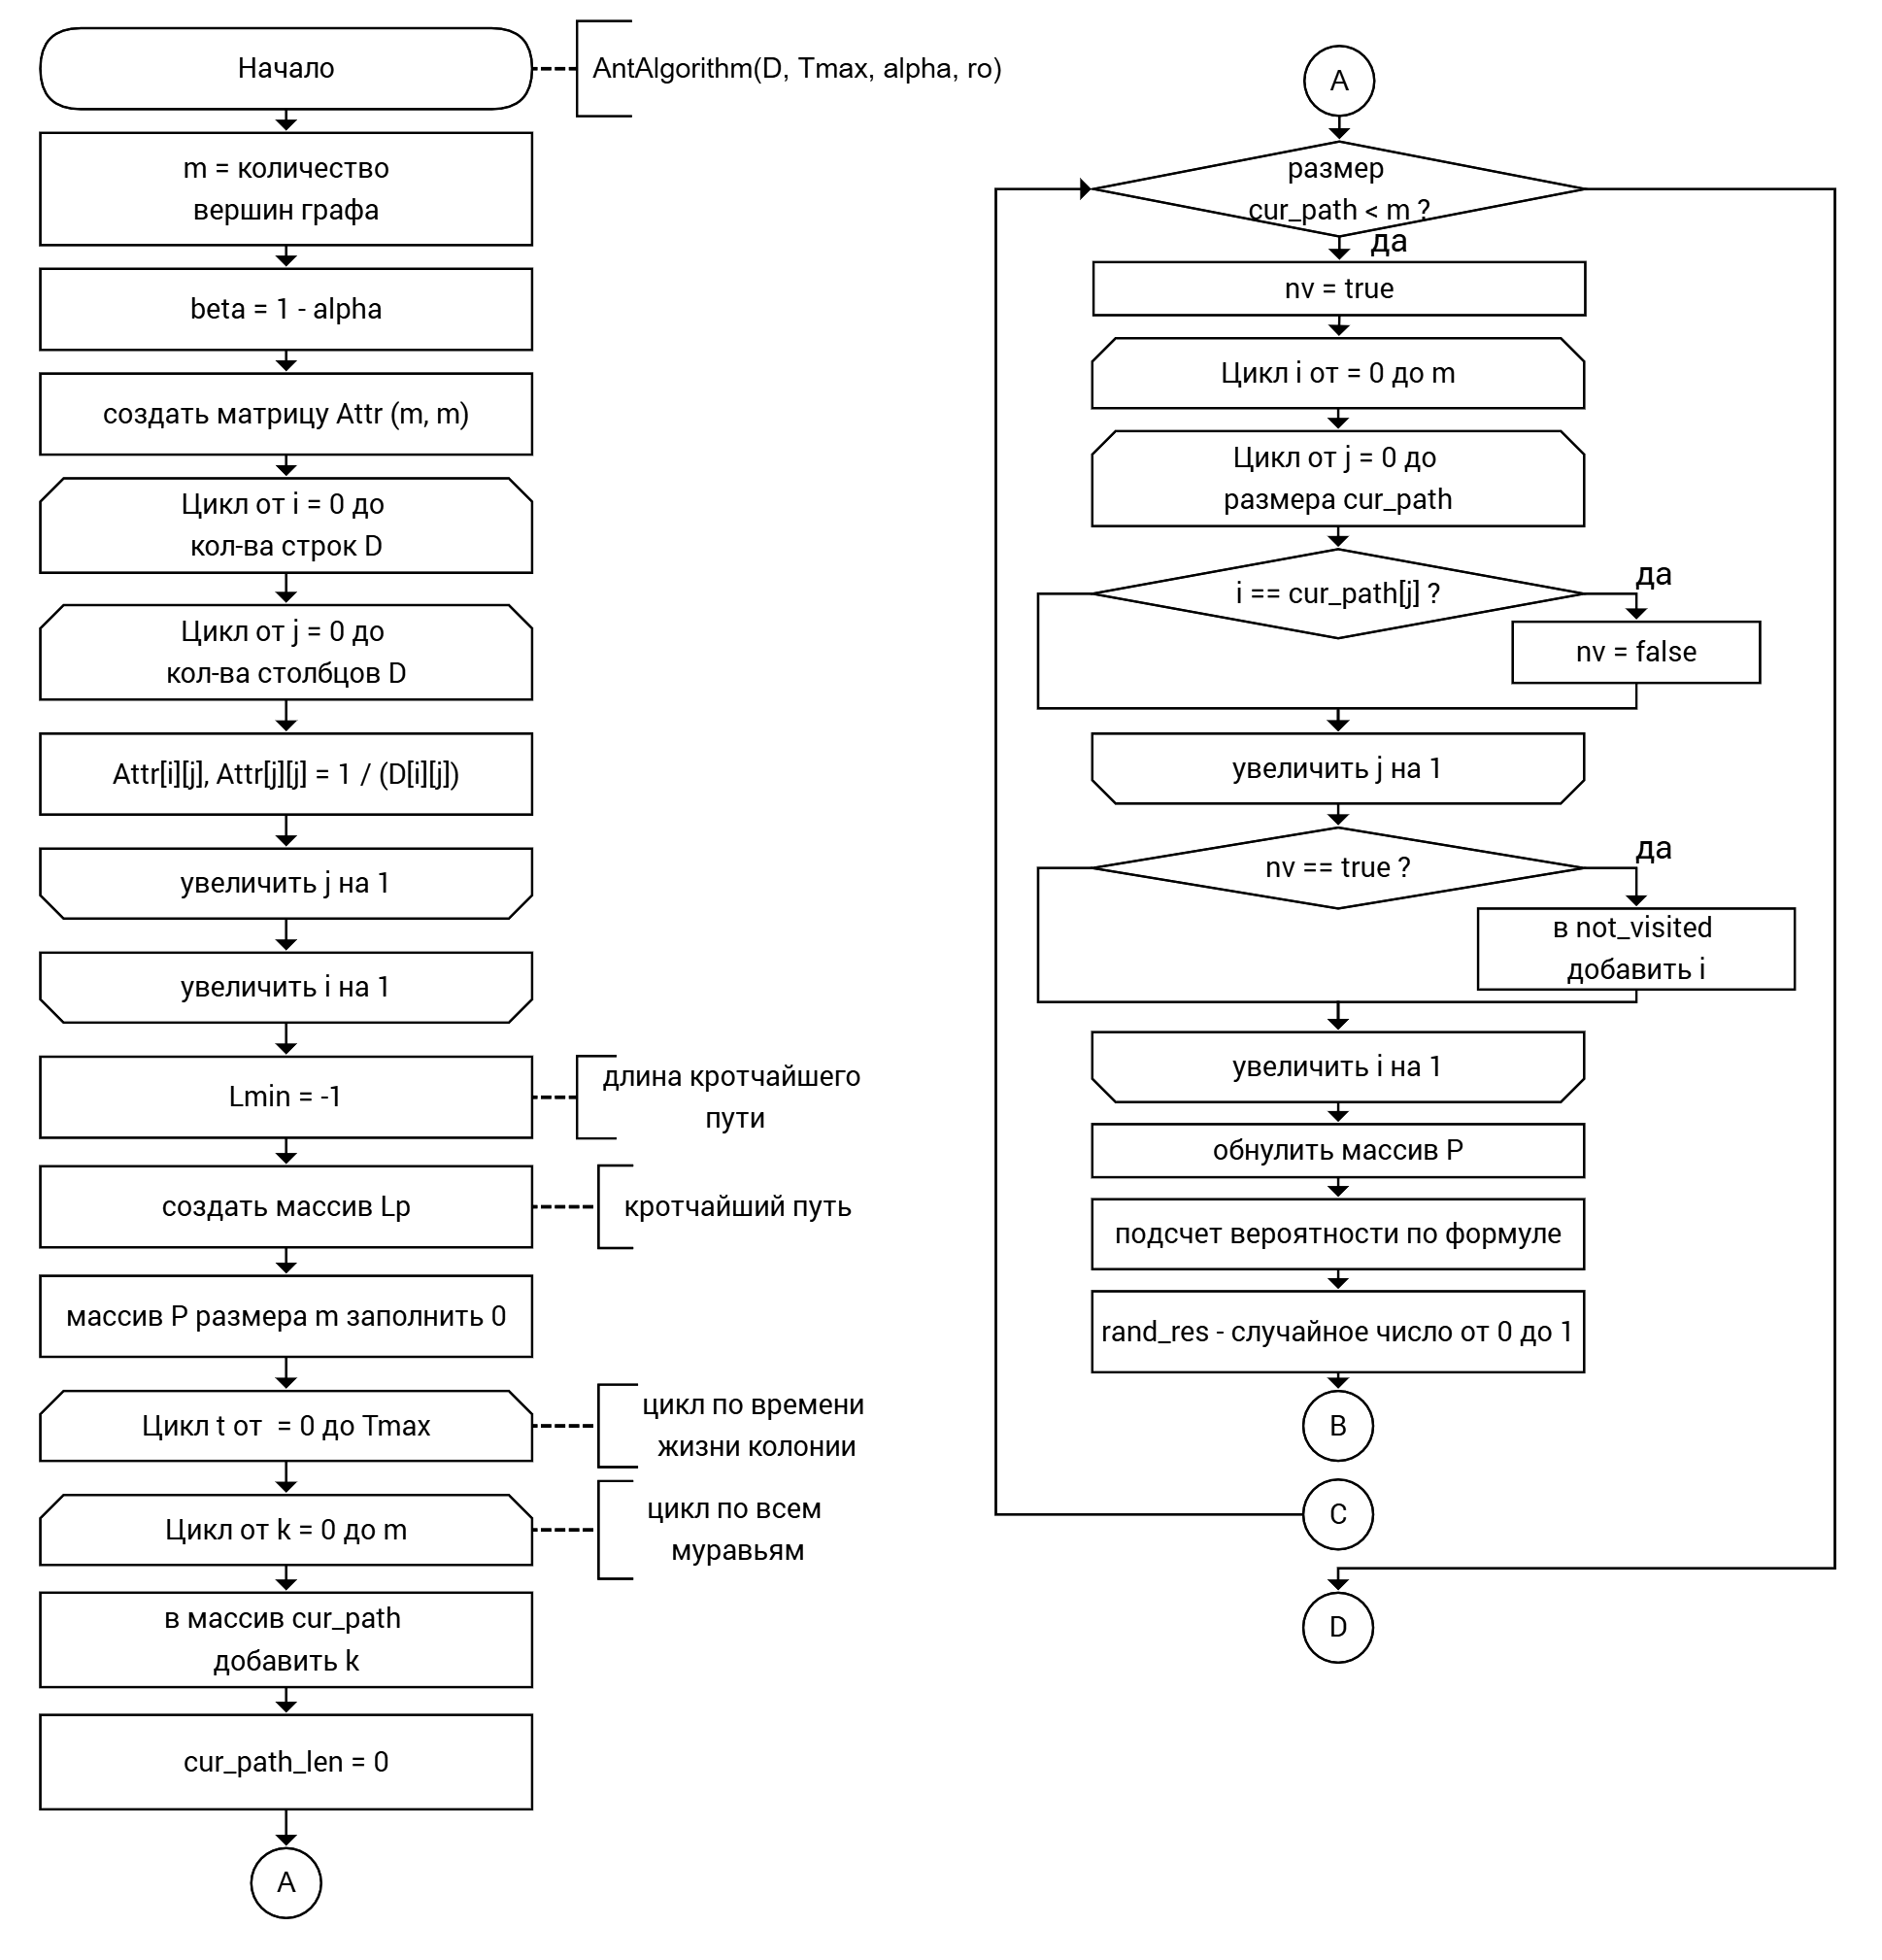 Начало
AntAlgorithm(D, Tmax, alpha, ro)
m = количество
вершин графа
beta = 1 - alpha
создать матрицу Attr (m, m)
Цикл от i = 0 до
кол-ва строк D
Цикл от j = 0 до
кол-ва столбцов D
Attr[i][j], Attr[j][j] = 1 / (D[i][j])
увеличить j на 1
увеличить i на 1
Lmin = -1
длина кротчайшего
пути
создать массив Lp
кротчайший путь
массив P размера m заполнить 0
Цикл t от = 0 до Tmax
цикл по времени
жизни колонии
Цикл от k = 0 до m
цикл по всем
муравьям
в массив cur_path
добавить k
cur_path_len = 0
A
A
размер
cur_path < m ?
да
nv = true
Цикл i от = 0 до m
Цикл от j = 0 до
размера cur_path
i == cur_path[j] ?
да
nv = false
увеличить j на 1
nv == true ?
да
в not_visited
добавить i
увеличить i на 1
обнулить массив P
подсчет вероятности по формуле
rand_res - случайное число от 0 до 1
B
C
D